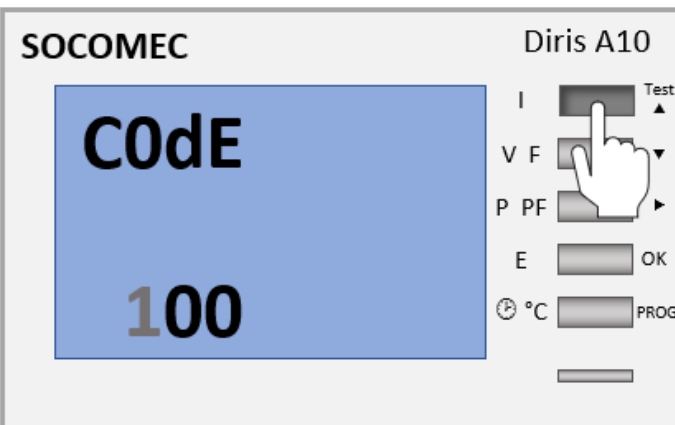 SOCOMEC
Diris A10
C0dE
100
I
Test
V F
P PF
E
OK
°C
PROG